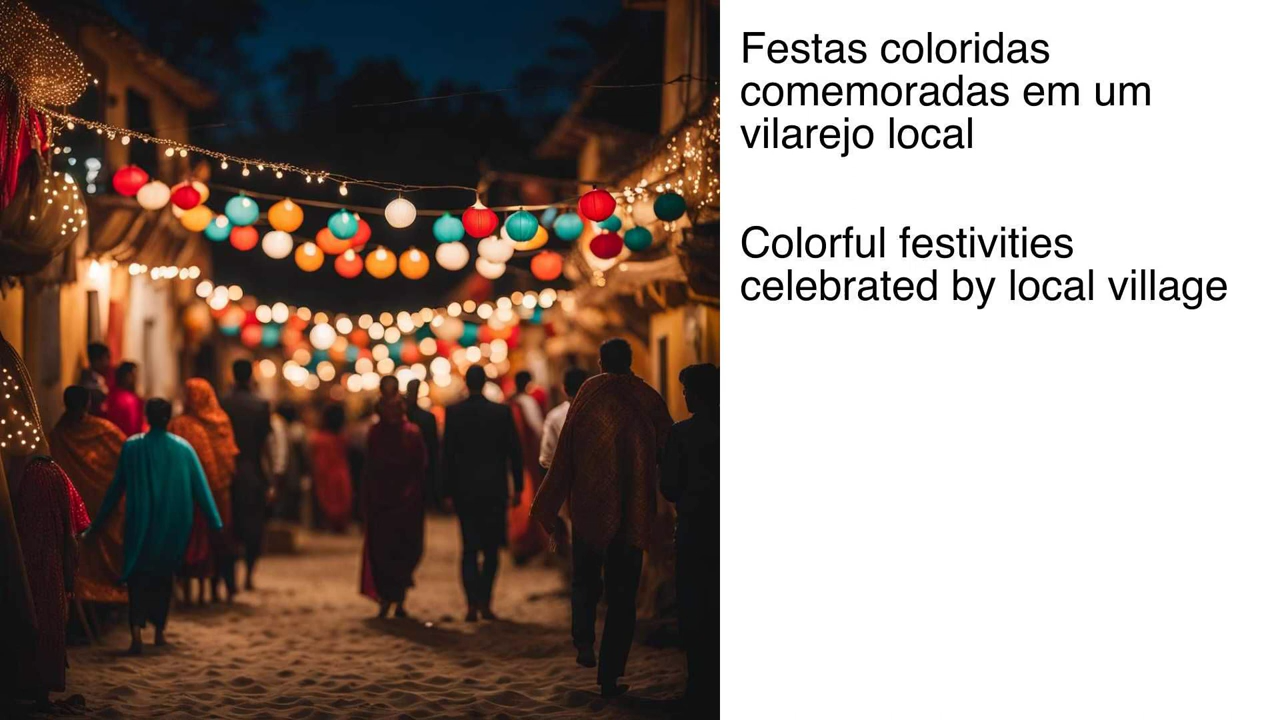 Festas coloridas
comemoradas em um
vilarejo local
Colorful festivities
celebrated by local village